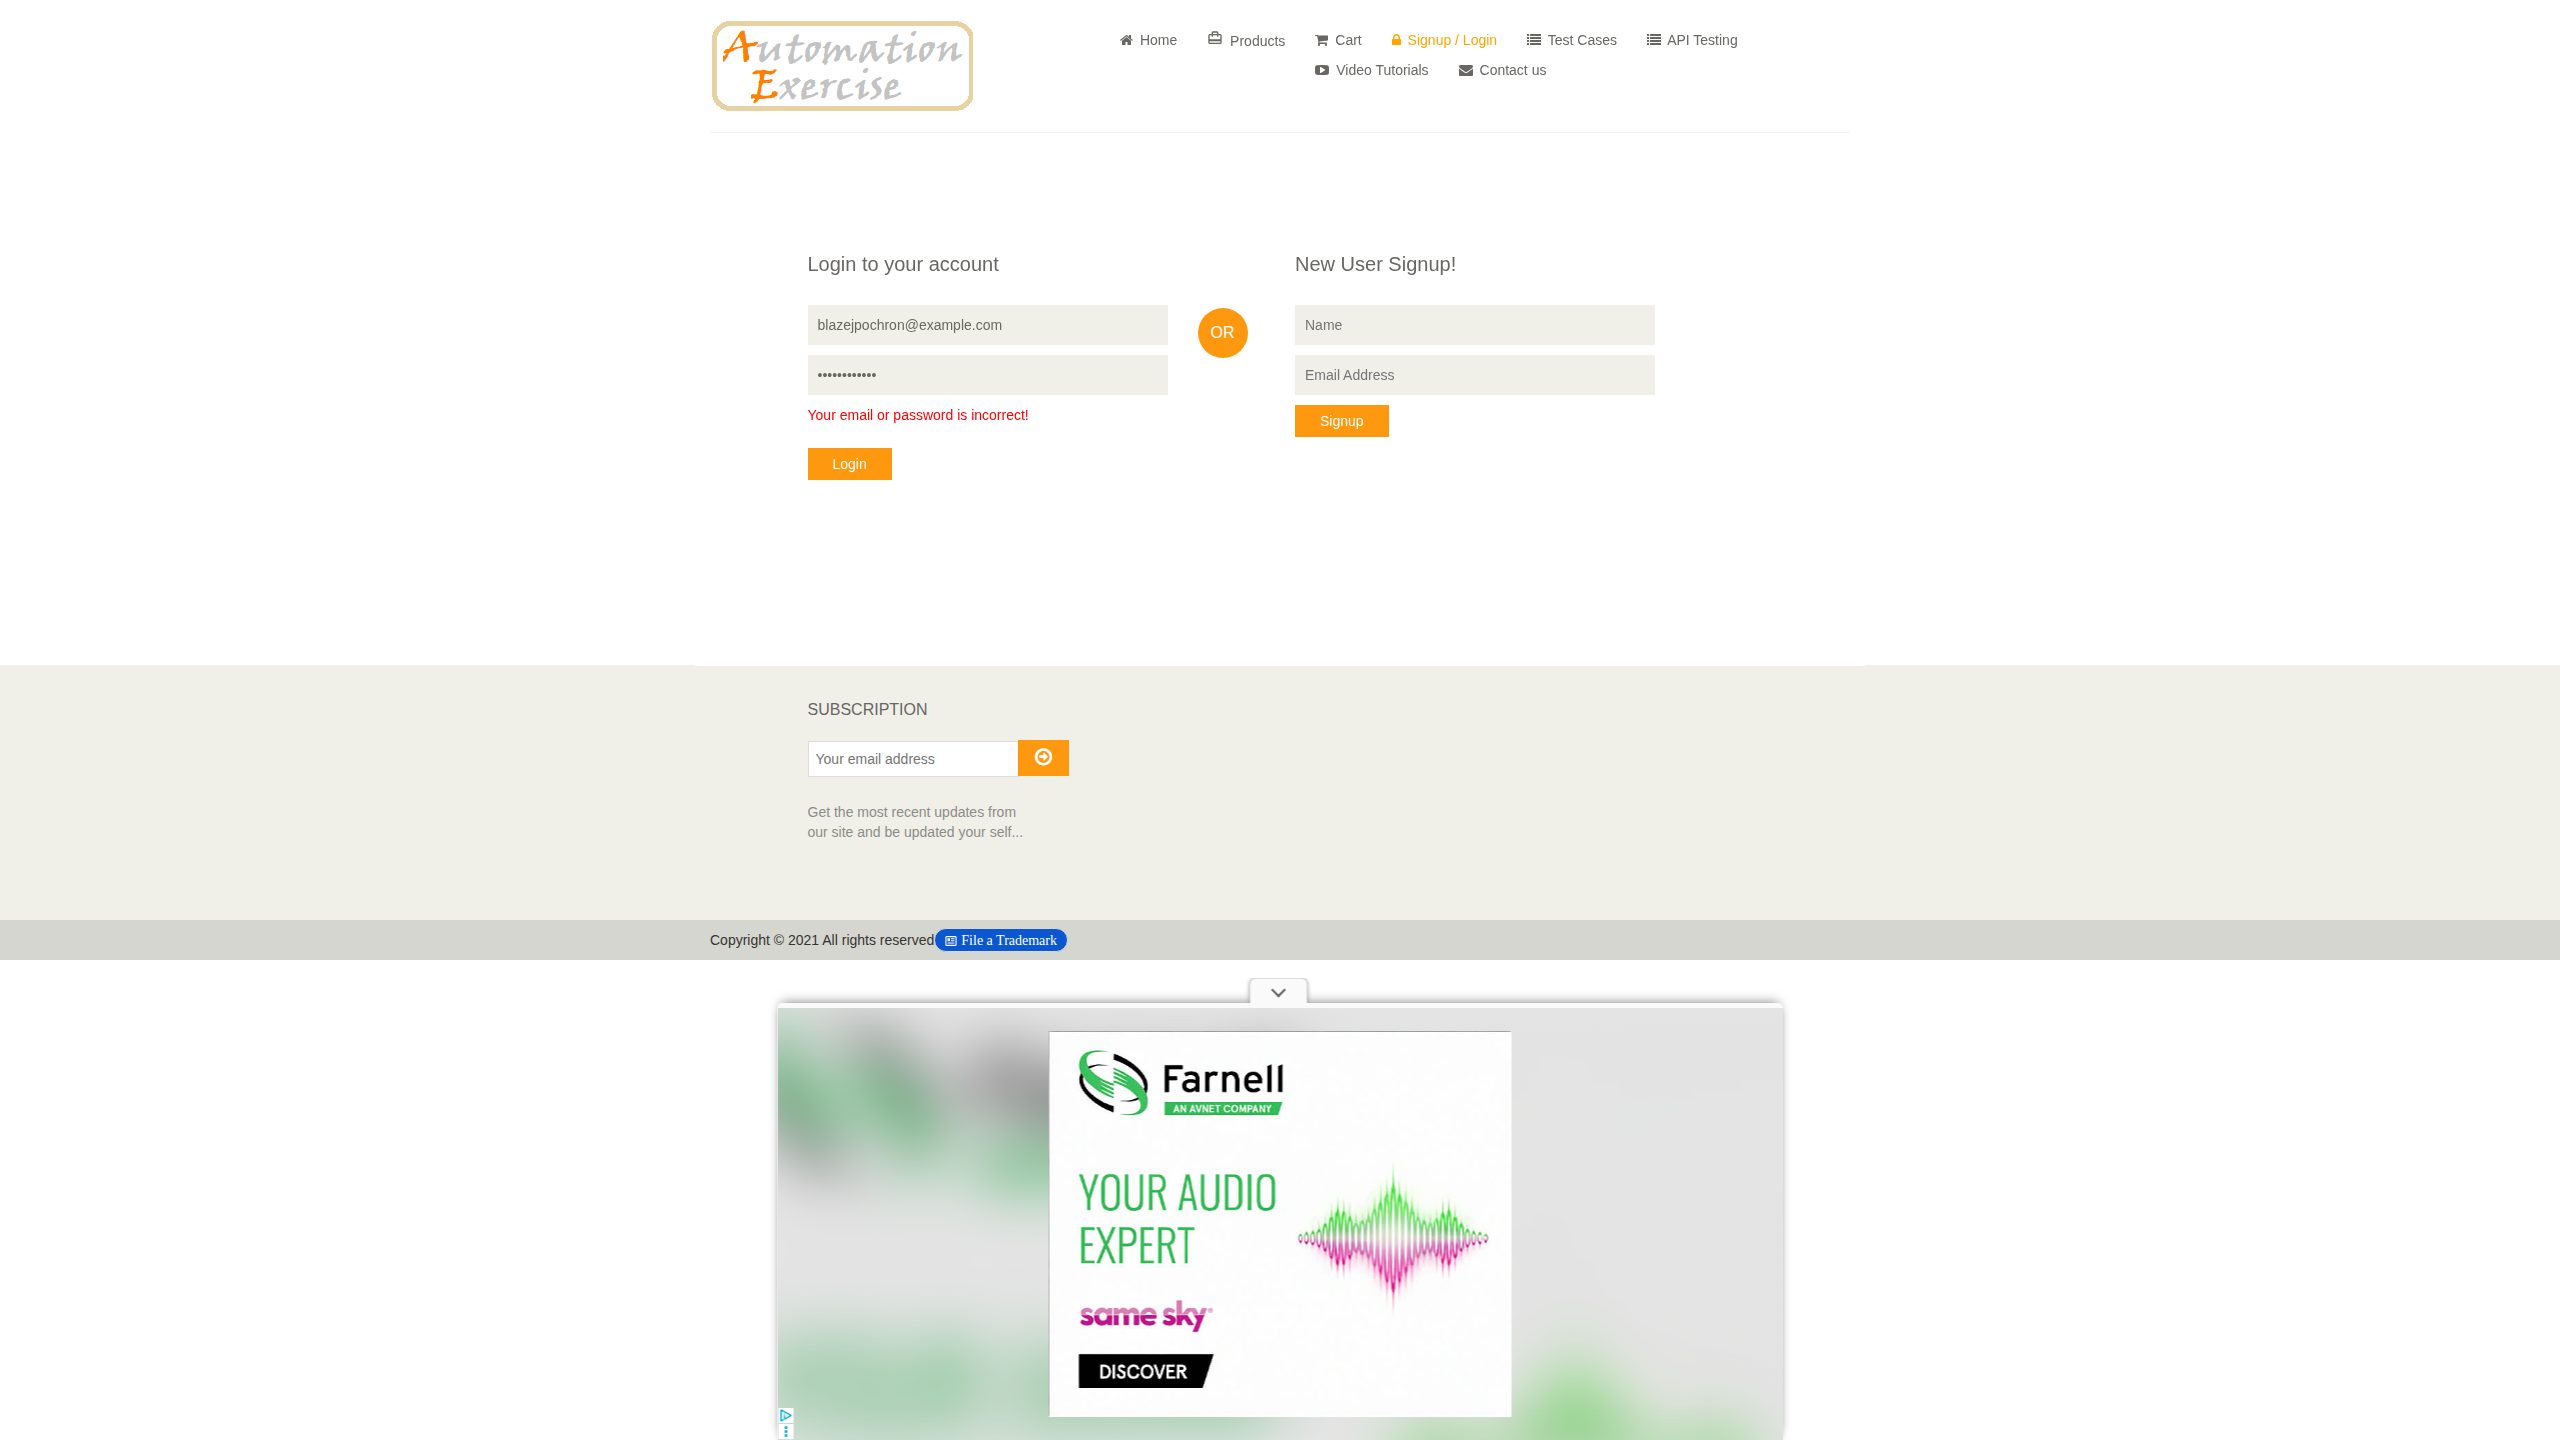 Automation
Exercise
Home
Products
Cart
Signup / Login
Test Cases
API Testing
Video Tutorials
Contact us
Login to your account
blazejpochron@example.com
••••••••••••
Your email or password is incorrect!
Login
OR
New User Signup!
Name
Email Address
Signup
SUBSCRIPTION
Your email address
Get the most recent updates from
our site and be updated your self...
Copyright © 2021 All rights reserved
File a Trademark
Farnell
AN AVNET COMPANY
YOUR AUDIO
EXPERT
same sky
DISCOVER